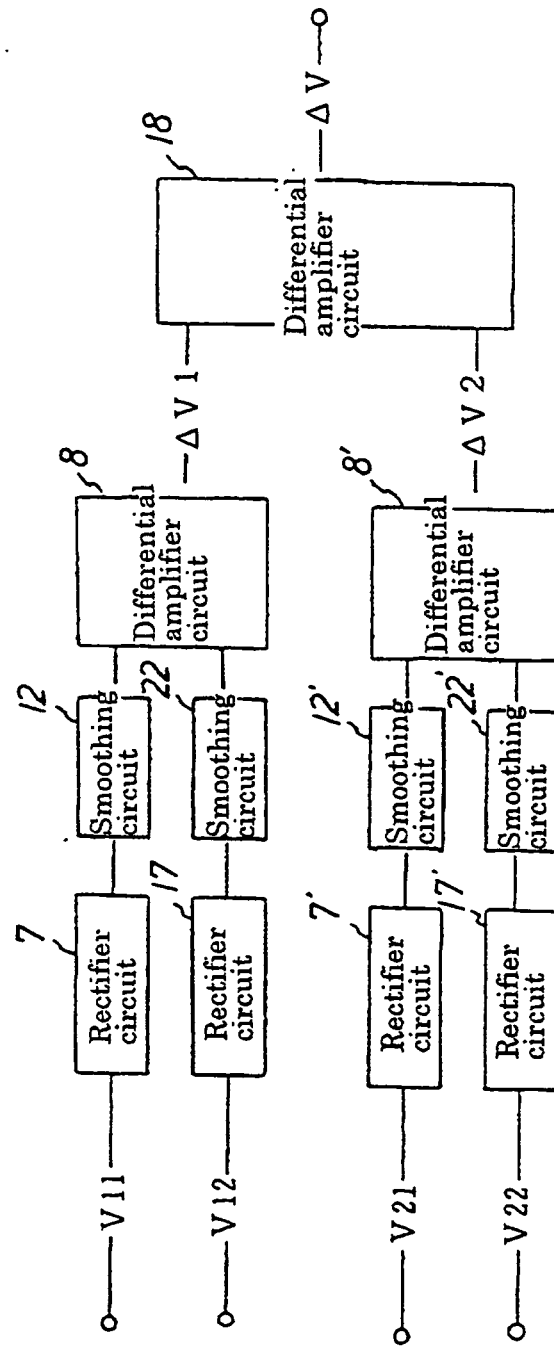 V11
7
Rectifier
circuit
12
Smoothing
circuit
8
Differential
amplifier
circuit
ΔV1
V12
17
Rectifier
circuit
22
Smoothing
circuit
18
Differential
amplifier
circuit
ΔV
V21
7'
Rectifier
circuit
12'
Smoothing
circuit
8'
Differential
amplifier
circuit
ΔV2
V22
17'
Rectifier
circuit
22'
Smoothing
circuit